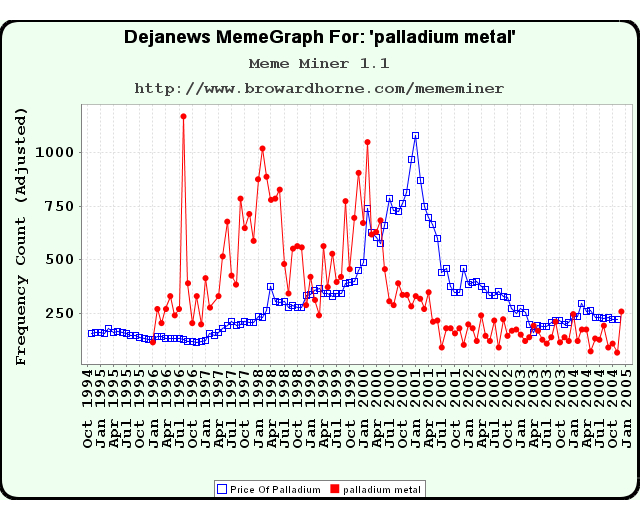 Dejanews MemeGraph For: 'palladium metal'
Meme Miner 1.1
http://www.browardhorne.com/mememiner
Frequency Count (Adjusted)
1000
750
500
250
Oct 1994
Jan 1995
Apr 1995
Jul 1995
Oct 1995
Jan 1996
Apr 1996
Jul 1996
Oct 1996
Jan 1997
Apr 1997
Jul 1997
Oct 1997
Jan 1998
Apr 1998
Jul 1998
Oct 1998
Jan 1999
Apr 1999
Jul 1999
Oct 1999
Jan 2000
Apr 2000
Jul 2000
Oct 2000
Jan 2001
Apr 2001
Jul 2001
Oct 2001
Jan 2002
Apr 2002
Jul 2002
Oct 2002
Jan 2003
Apr 2003
Jul 2003
Oct 2003
Jan 2004
Apr 2004
Jul 2004
Oct 2004
Jan 2005
Price Of Palladium
palladium metal